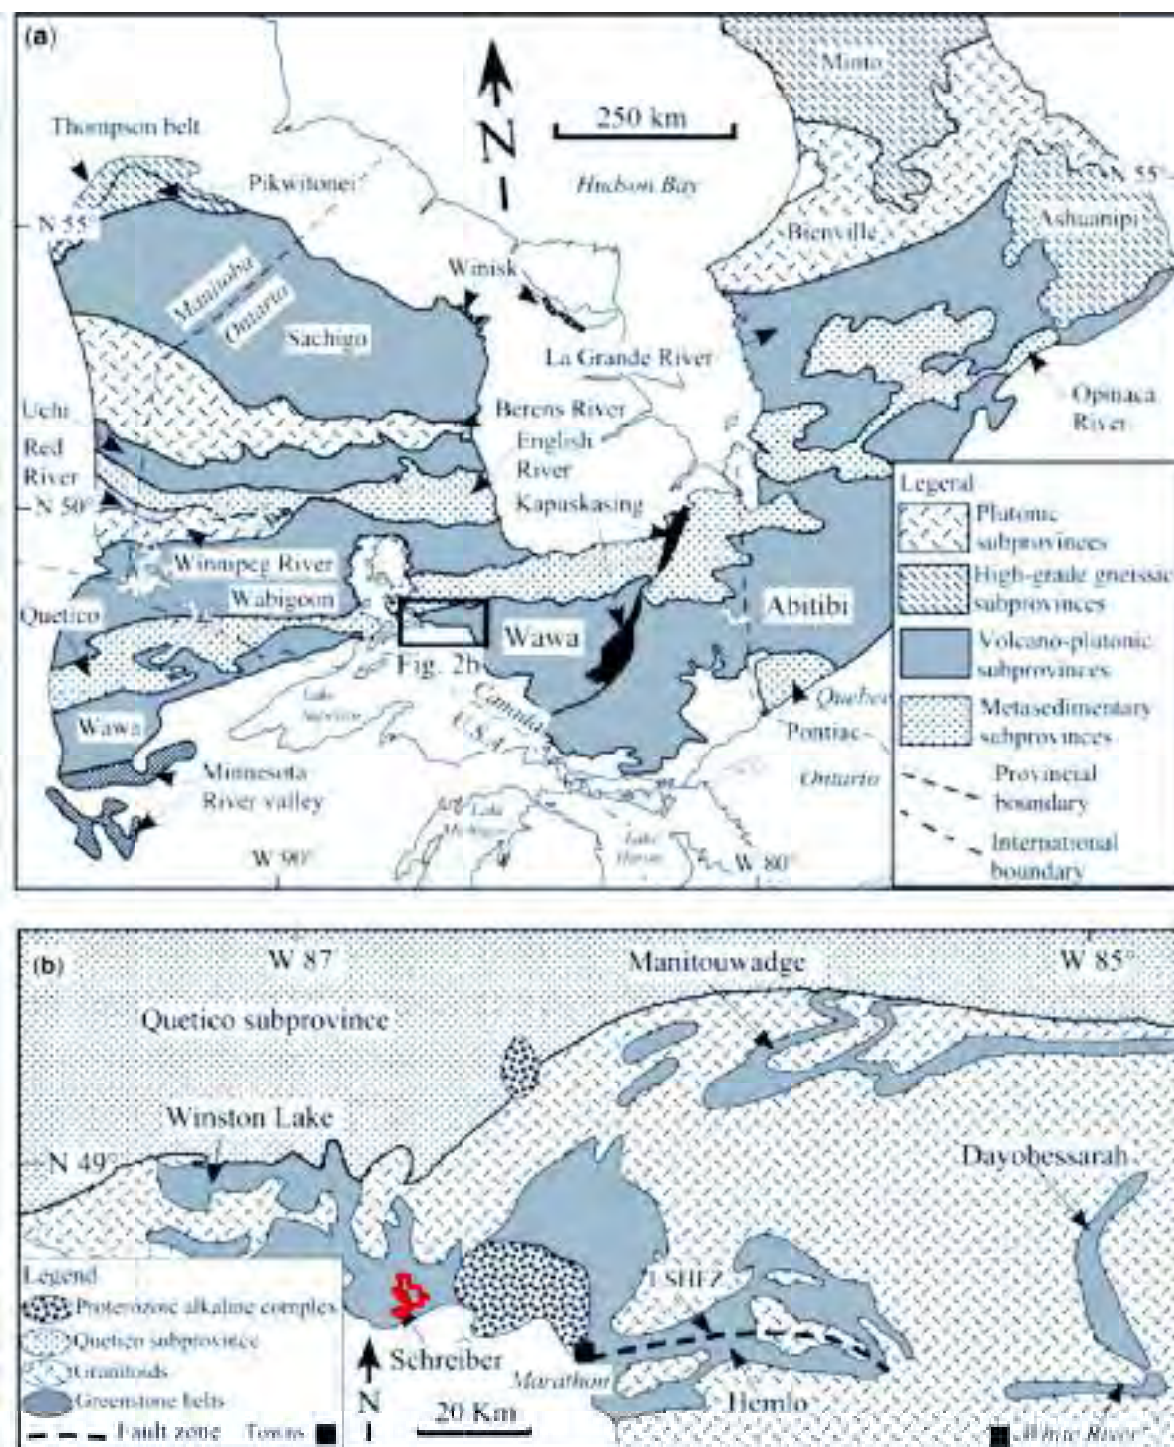 (a)
Minto
Thompson belt
250 km
N
Pikwitonei
Hudson Bay
N 55°
N 55°
Ashuanipi
Bienville
Winisk
Manitoba
Ontario
Sachigo
La Grande River
Uchi
Berens River
Opinaca
River
Red
River
English
River
N 50°
Kapuskasing
Legend
Plutonic
subprovinces
Winnipeg River
High-grade gneissic
subprovinces
Wabigoon
Quetico
Abitibi
Wawa
Volcano-plutonic
subprovinces
Fig. 2b
Lake
Superior
Canada
U.S.A
Quebec
Metasedimentary
subprovinces
Wawa
Pontiac
Minnesota
River valley
Ontario
Provincial
boundary
Lake
Michigan
Lake
Huron
International
boundary
W 90°
W 80°
(b)
W 87
Manitouwadge
W 85°
Quetico subprovince
Winston Lake
N 49°
Dayobessarah
Legend
LSHFZ
Proterozoic alkaline complex
Quetico subprovince
Granitoids
Schreiber
Marathon
Greenstone belts
N
20 Km
Hemlo
Fault zone
Towns
White River